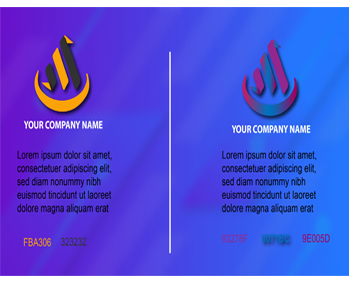 YOUR COMPANY NAME
Lorem ipsum dolor sit amet,
consectetuer adipiscing elit,
sed diam nonummy nibh
euismod tincidunt ut laoreet
dolore magna aliquam erat
FBA306 323232
YOUR COMPANY NAME
Lorem ipsum dolor sit amet,
consectetuer adipiscing elit,
sed diam nonummy nibh
euismod tincidunt ut laoreet
dolore magna aliquam erat
9E005D